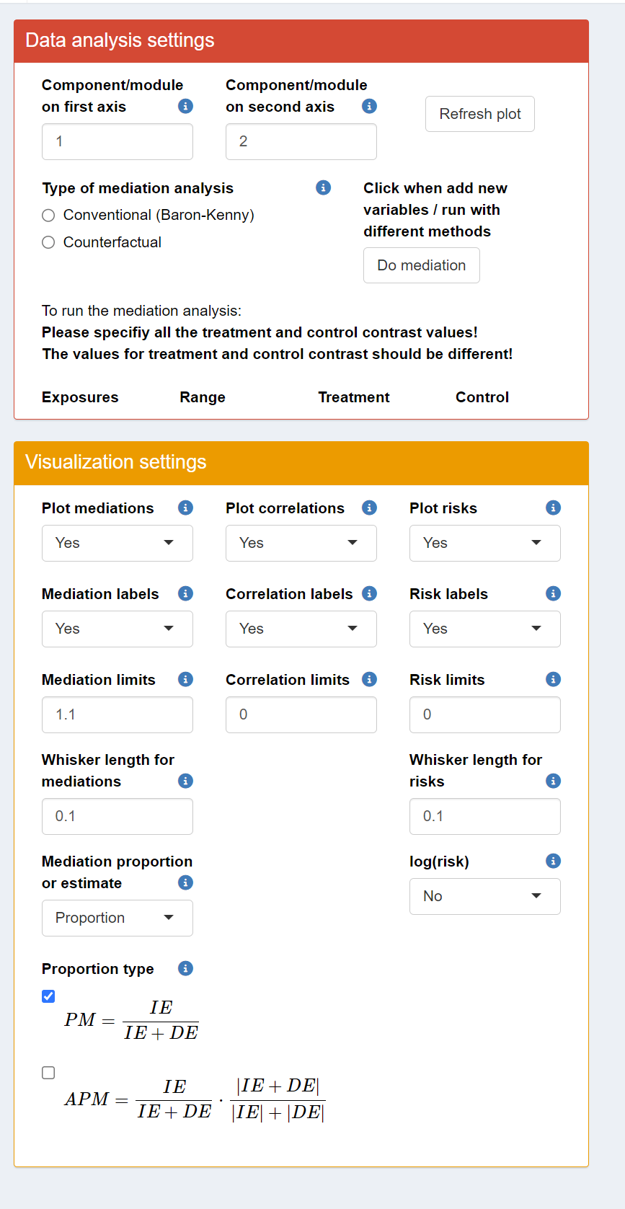 Data analysis settings
Component/module
on first axis
Component/module
on second axis
Refresh plot
1
2
Type of mediation analysis
Conventional (Baron-Kenny)
Counterfactual
Click when add new
variables / run with
different methods
Do mediation
To run the mediation analysis:
Please specifiy all the treatment and control contrast values!
The values for treatment and control contrast should be different!
Exposures Range Treatment Control
Visualization settings
Plot mediations Plot correlations Plot risks
Yes Yes Yes
Mediation labels Correlation labels Risk labels
Yes Yes Yes
Mediation limits Correlation limits Risk limits
1.1 0 0
Whisker length for
mediations
Whisker length for
risks
0.1 0.1
Mediation proportion
or estimate
log(risk)
Proportion
No
Proportion type
PM = IE / (IE + DE)
APM = IE / (IE + DE) · |IE + DE| / (|IE| + |DE|)